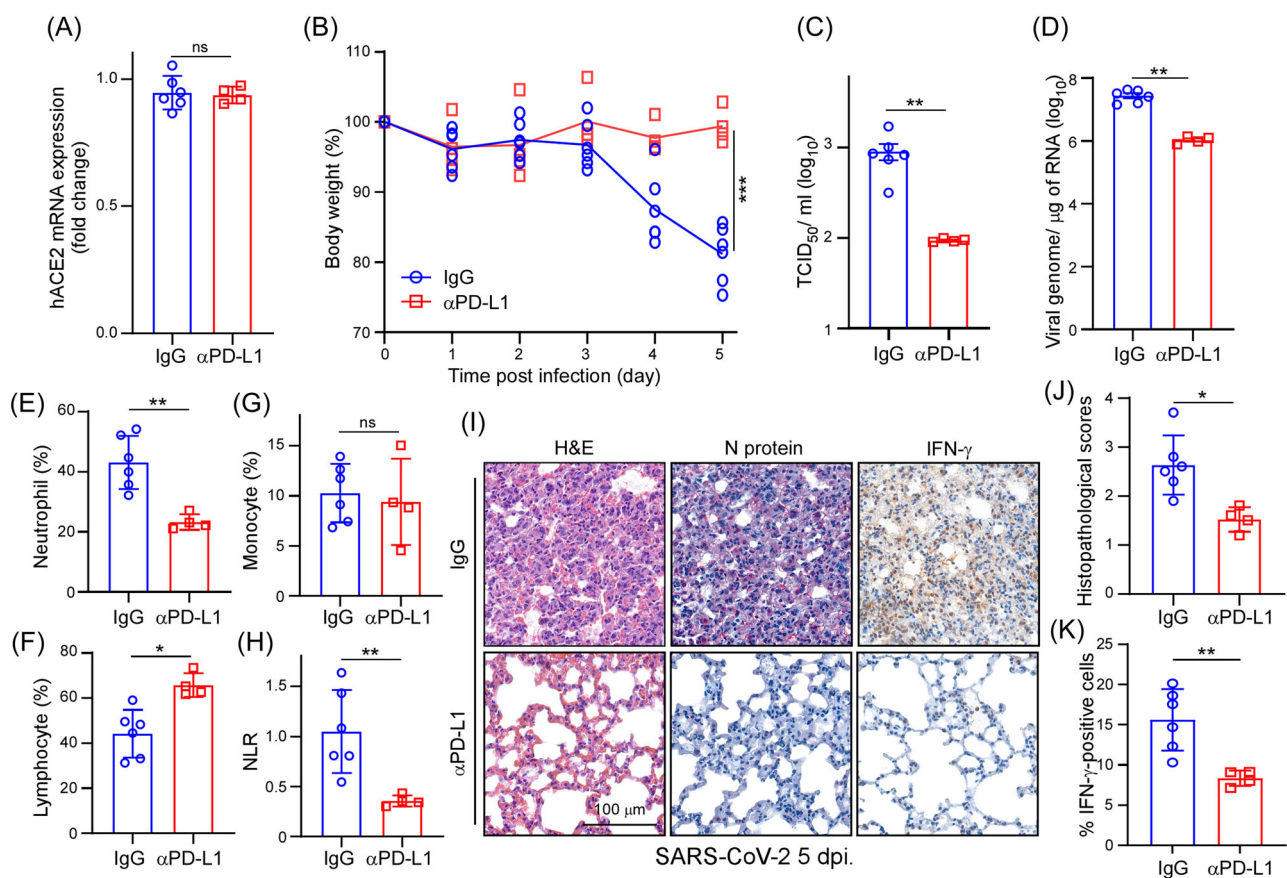 (A)
hACE2 mRNA expression
(fold change)
1.0
0.5
0.0
ns
IgG αPD-L1
(B)
Body weight (%)
110
100
90
80
70
0 1 2 3 4 5
Time post infection (day)
IgG
αPD-L1
***
(C)
TCID50/ ml (log10)
3
2
1
**
IgG αPD-L1
(D)
Viral genome/ μg of RNA (log10)
8
6
4
2
0
**
IgG αPD-L1
(E)
Neutrophil (%)
60
40
20
0
**
IgG αPD-L1
(G)
Monocyte (%)
15
10
5
0
ns
IgG αPD-L1
(F)
Lymphocyte (%)
80
60
40
20
0
*
IgG αPD-L1
(H)
NLR
1.5
1.0
0.5
0
**
IgG αPD-L1
(I)
H&E N protein IFN-γ
IgG
αPD-L1
100 μm
SARS-CoV-2 5 dpi.
(J)
Histopathological scores
4
3
2
1
0
*
IgG αPD-L1
(K)
% IFN-γ-positive cells
25
20
15
10
5
0
**
IgG αPD-L1